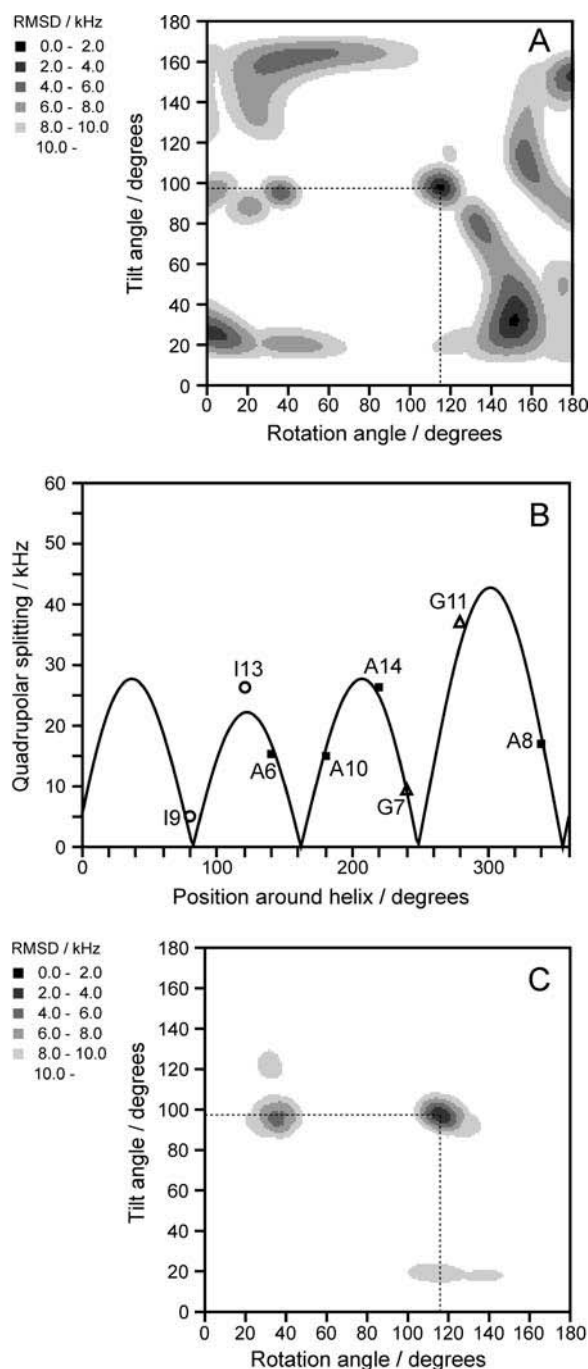 RMSD / kHz
0.0 - 2.0
2.0 - 4.0
4.0 - 6.0
6.0 - 8.0
8.0 - 10.0
10.0 -
A
Tilt angle / degrees
180
160
140
120
100
80
60
40
20
0
0 20 40 60 80 100 120 140 160 180
Rotation angle / degrees
B
Quadrupolar splitting / kHz
60
50
40
30
20
10
0
I9
I13
A6
A10
A14
G7
G11
A8
0 100 200 300
Position around helix / degrees
RMSD / kHz
0.0 - 2.0
2.0 - 4.0
4.0 - 6.0
6.0 - 8.0
8.0 - 10.0
10.0 -
C
Tilt angle / degrees
180
160
140
120
100
80
60
40
20
0
0 20 40 60 80 100 120 140 160 180
Rotation angle / degrees